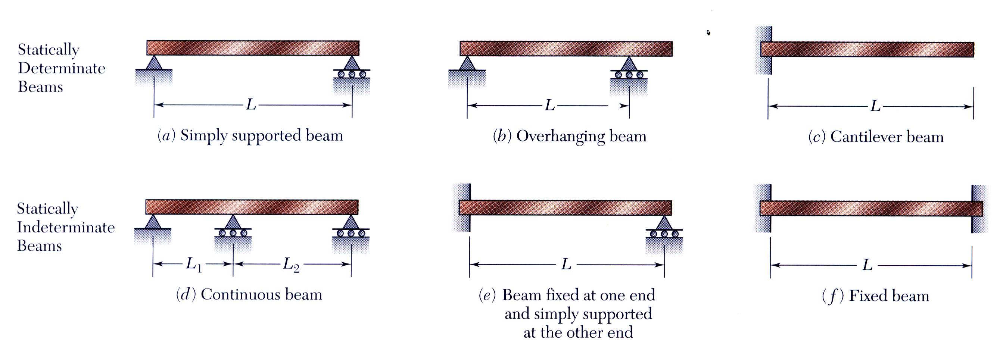 Statically
Determinate
Beams
L
L
L
(a) Simply supported beam
(b) Overhanging beam
(c) Cantilever beam
Statically
Indeterminate
Beams
L₁
L₂
L
L
(d) Continuous beam
(e) Beam fixed at one end
and simply supported
at the other end
(f) Fixed beam